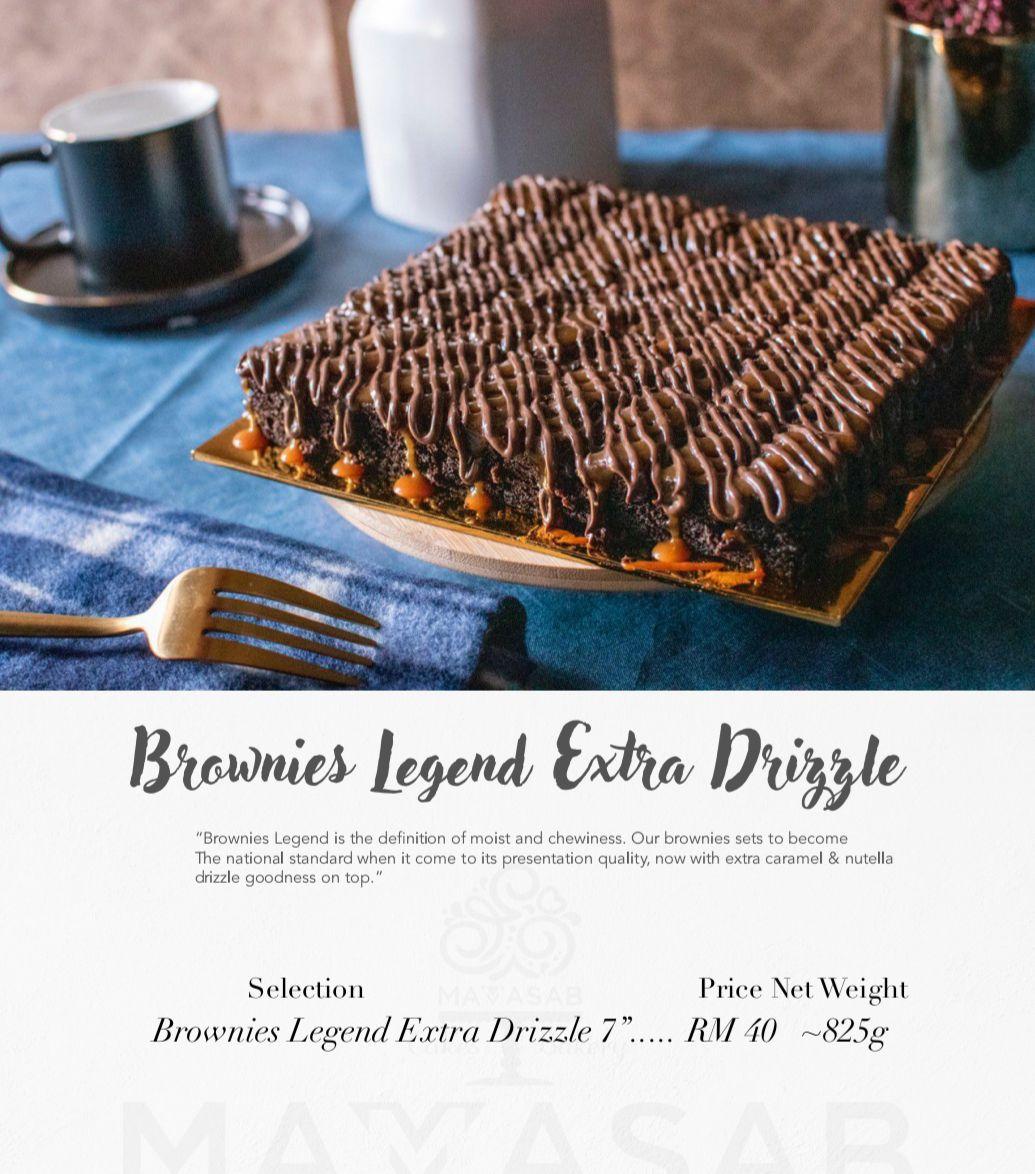 Brownies Legend Extra Drizzle
“Brownies Legend is the definition of moist and chewiness. Our brownies sets to become
The national standard when it come to its presentation quality, now with extra caramel & nutella
drizzle goodness on top.”
Selection Price Net Weight
MAYASAB
Brownies Legend Extra Drizzle 7”..... RM 40 ~825g
MAYASAB